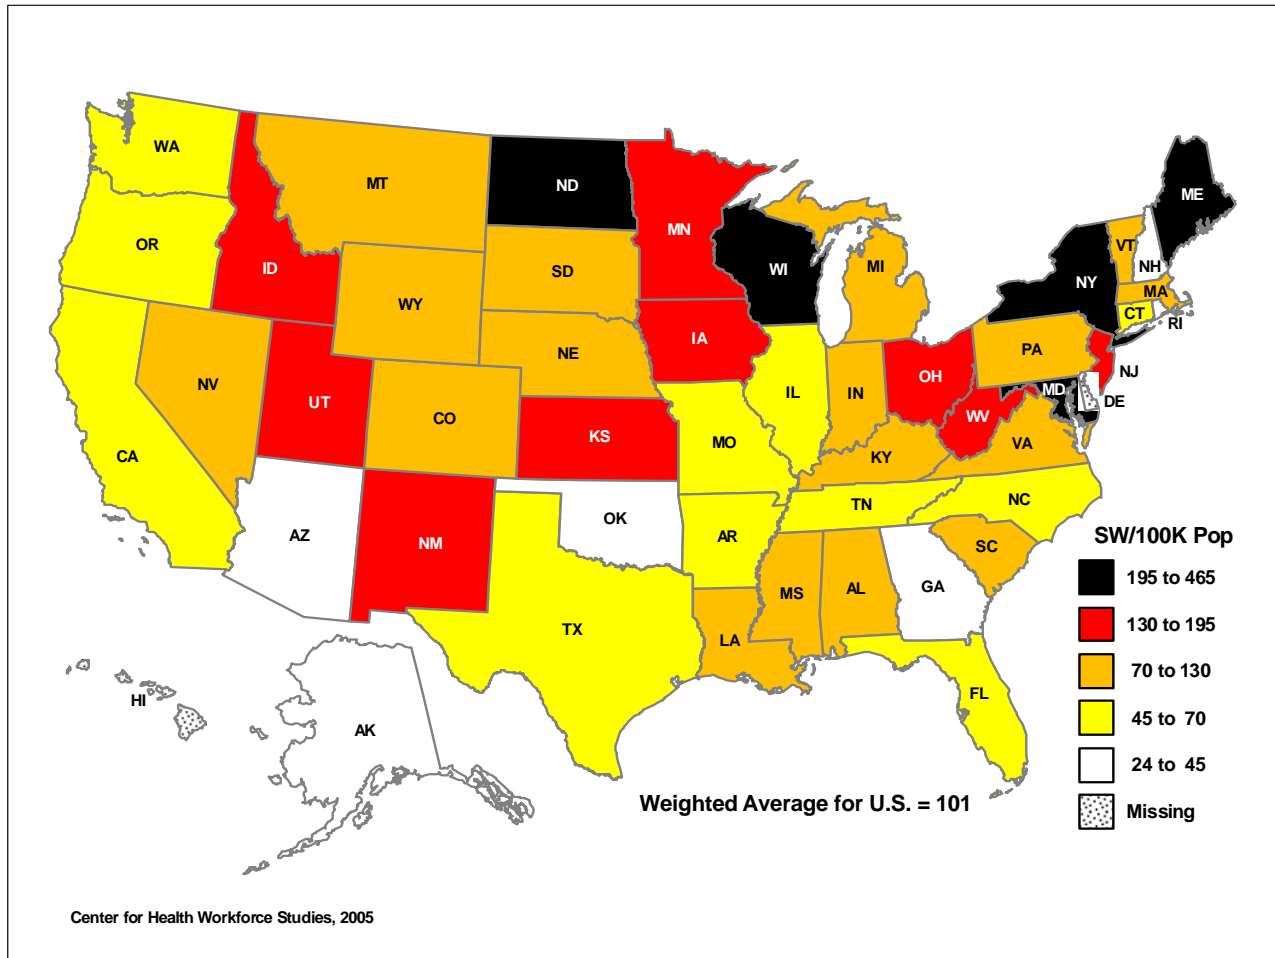 WA
MT
ND
ME
MN
OR
VT
NH
ID
SD
WI
MI
NY
MA
WY
CT
RI
IA
NE
PA
NV
OH
NJ
UT
CO
IL
IN
MD
DE
KS
WV
MO
VA
CA
KY
NC
TN
OK
AZ
NM
AR
SC
SW/100K Pop
195 to 465
GA
MS
AL
130 to 195
TX
LA
70 to 130
FL
HI
AK
45 to 70
24 to 45
Weighted Average for U.S. = 101
Missing
Center for Health Workforce Studies, 2005